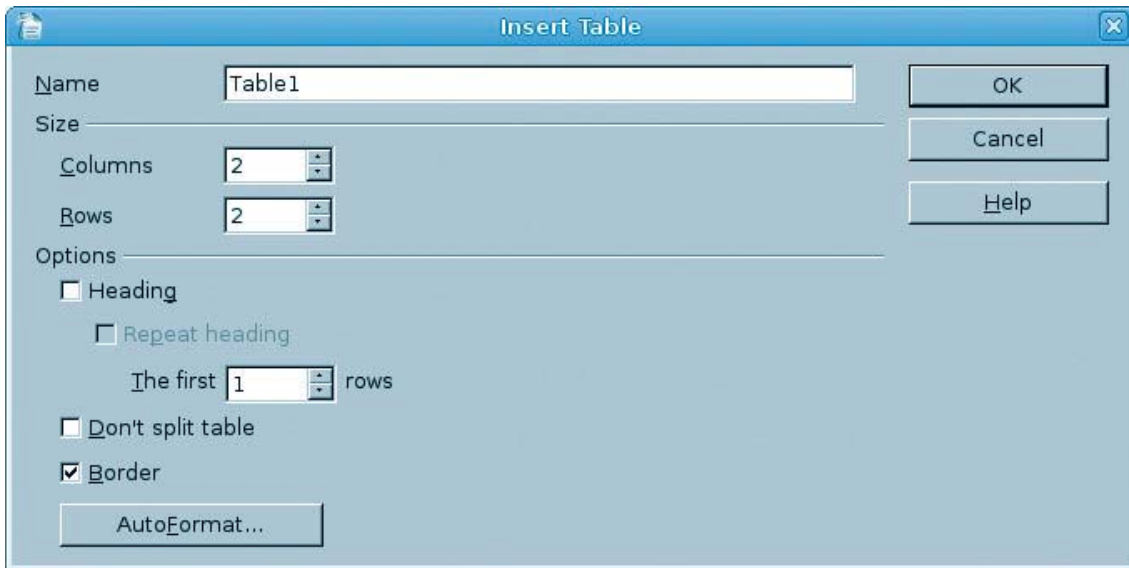 Insert Table
Name Table1 OK
Size
Cancel
Columns 2
Rows 2 Help
Options
Heading
Repeat heading
The first 1 rows
Don't split table
Border
AutoFormat...